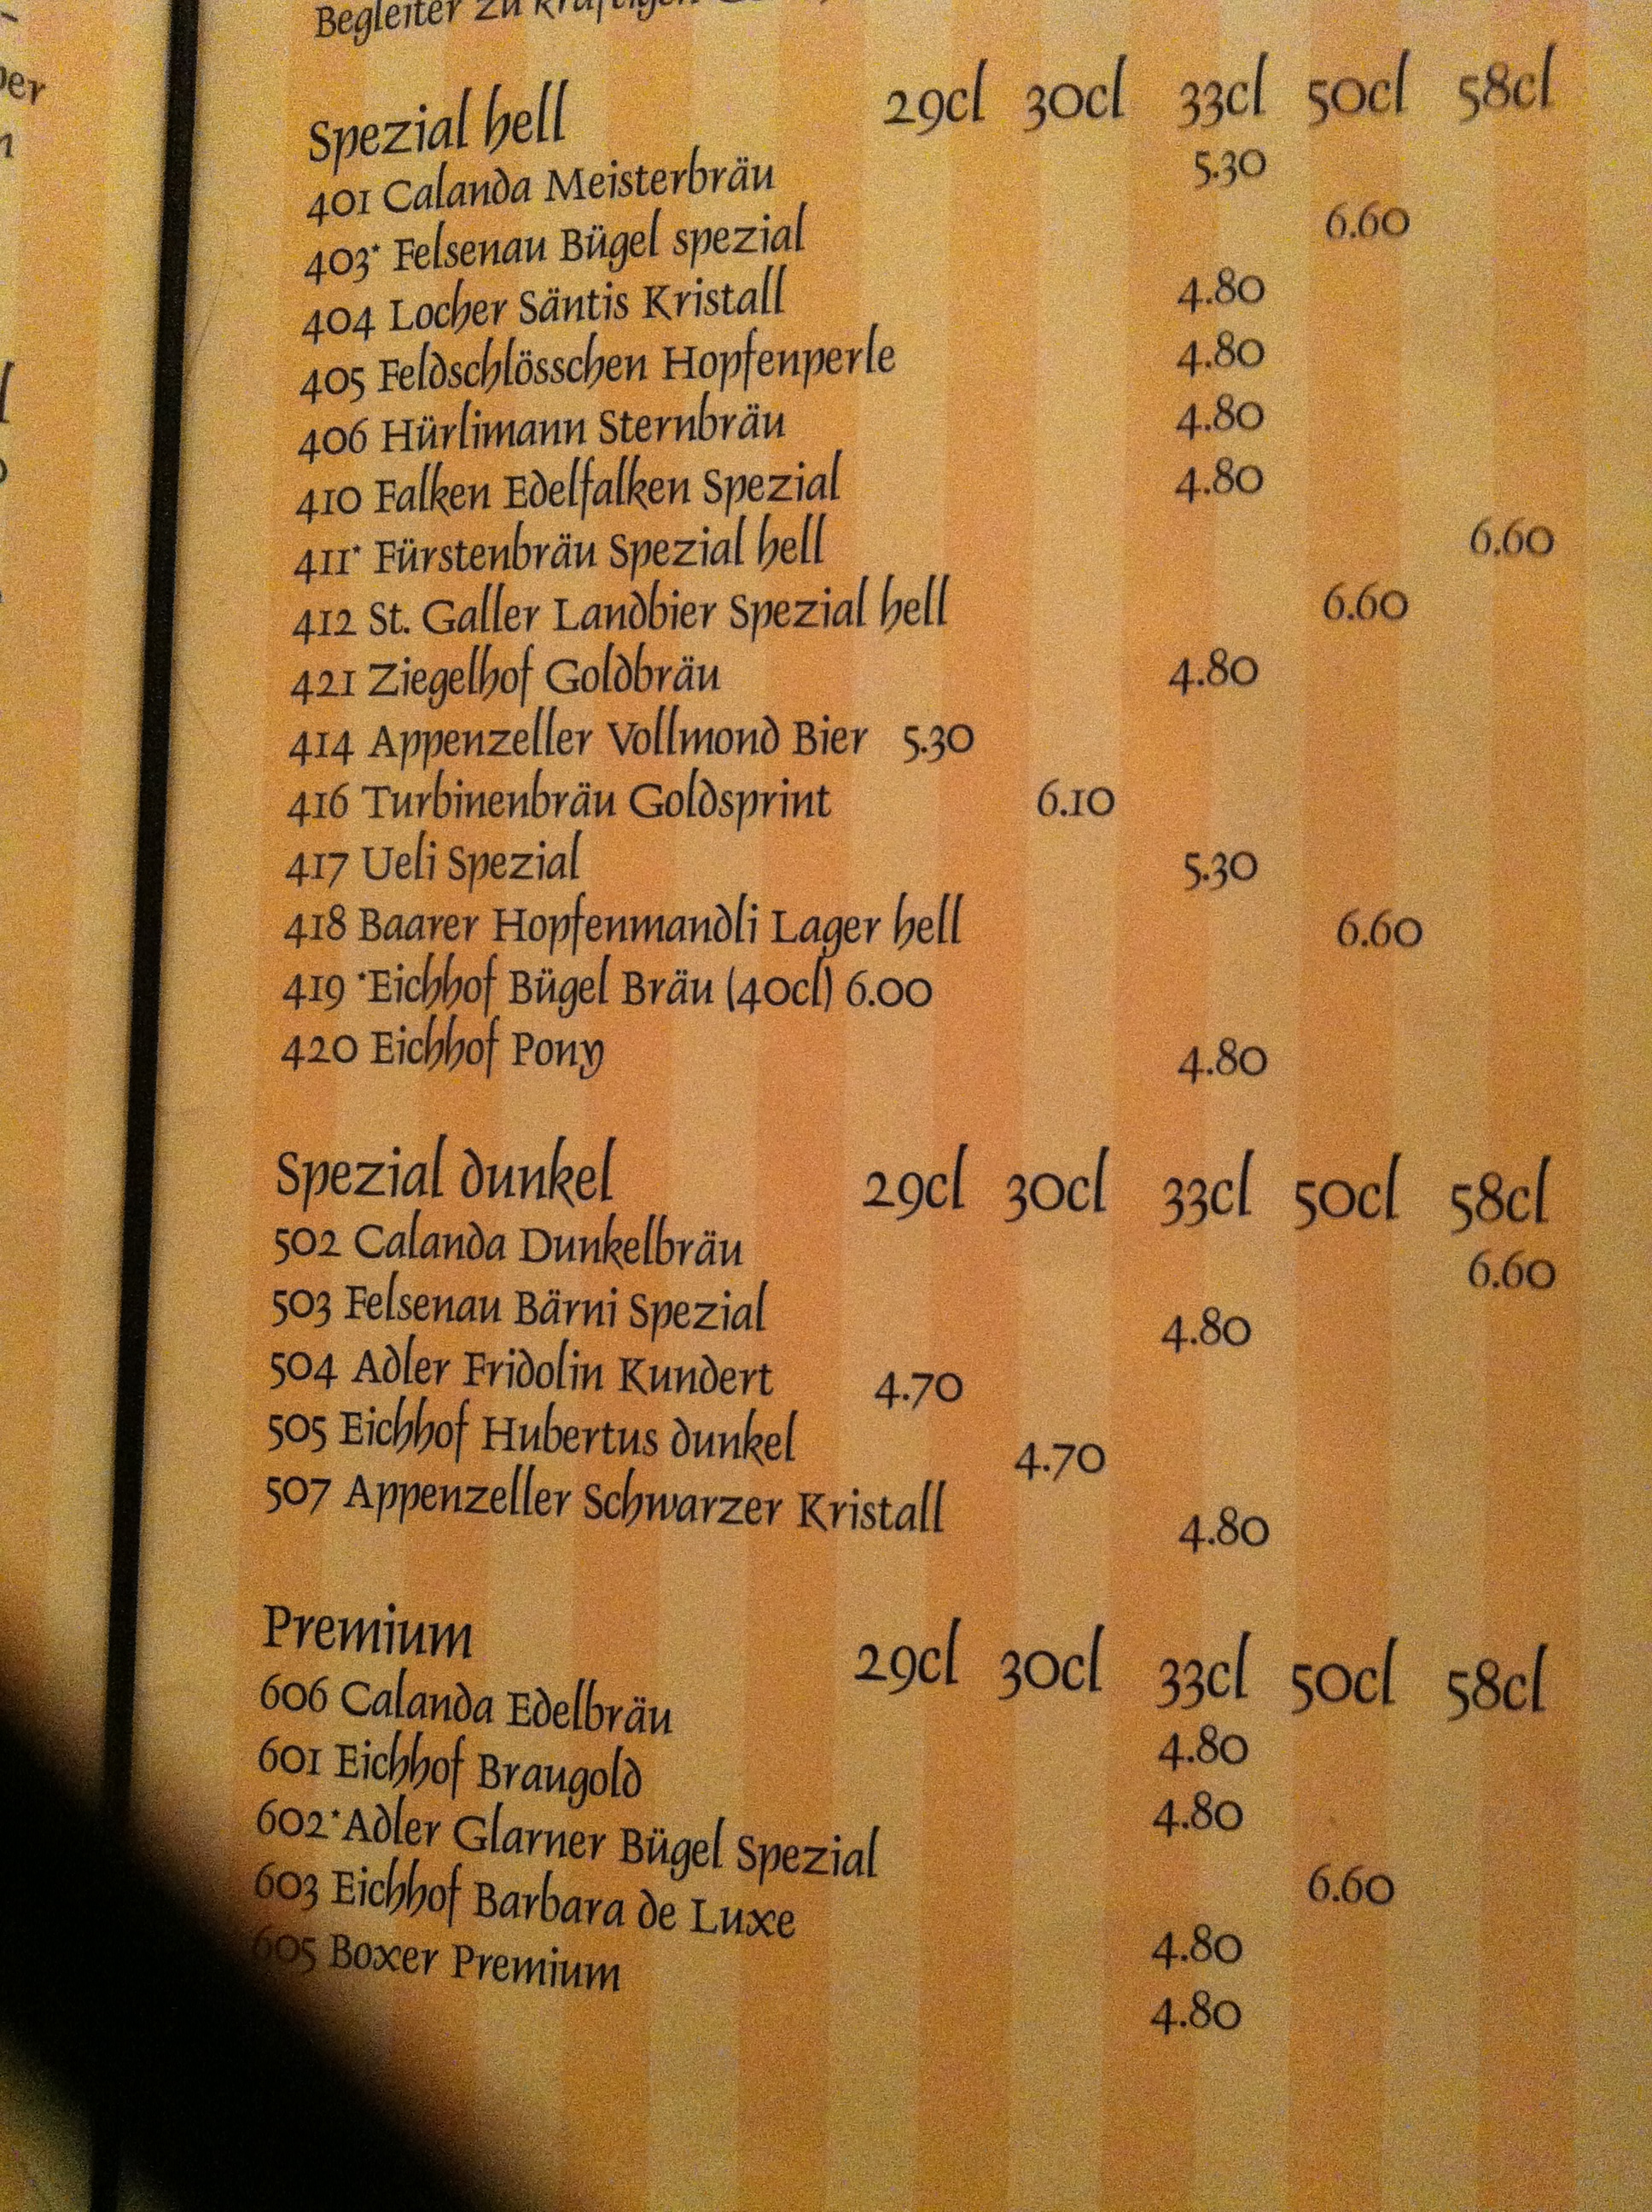 Begleiter zu kräftigen
Spezial hell 29cl 30cl 33cl 50cl 58cl
401 Calanda Meisterbräu 5.30
403* Felsenau Bügel spezial 6.60
404 Locher Säntis Kristall 4.80
405 Feldschlösschen Hopfenperle 4.80
406 Hürlimann Sternbräu 4.80
410 Falken Edelfalken Spezial 4.80
411* Fürstenbräu Spezial hell 6.60
412 St. Galler Landbier Spezial hell 6.60
421 Ziegelhof Goldbräu 4.80
414 Appenzeller Vollmond Bier 5.30
416 Turbinenbräu Goldsprint 6.10
417 Ueli Spezial 5.30
418 Baarer Hopfenmandli Lager hell 6.60
419 *Eichhof Bügel Bräu (40cl) 6.00
420 Eichhof Pony 4.80
Spezial dunkel 29cl 30cl 33cl 50cl 58cl
502 Calanda Dunkelbräu 6.60
503 Felsenau Bärni Spezial 4.80
504 Adler Fridolin Kundert 4.70
505 Eichhof Hubertus dunkel 4.70
507 Appenzeller Schwarzer Kristall 4.80
Premium 29cl 30cl 33cl 50cl 58cl
606 Calanda Edelbräu 4.80
601 Eichhof Braugold 4.80
602*Adler Glarner Bügel Spezial 6.60
603 Eichhof Barbara de Luxe 4.80
605 Boxer Premium 4.80